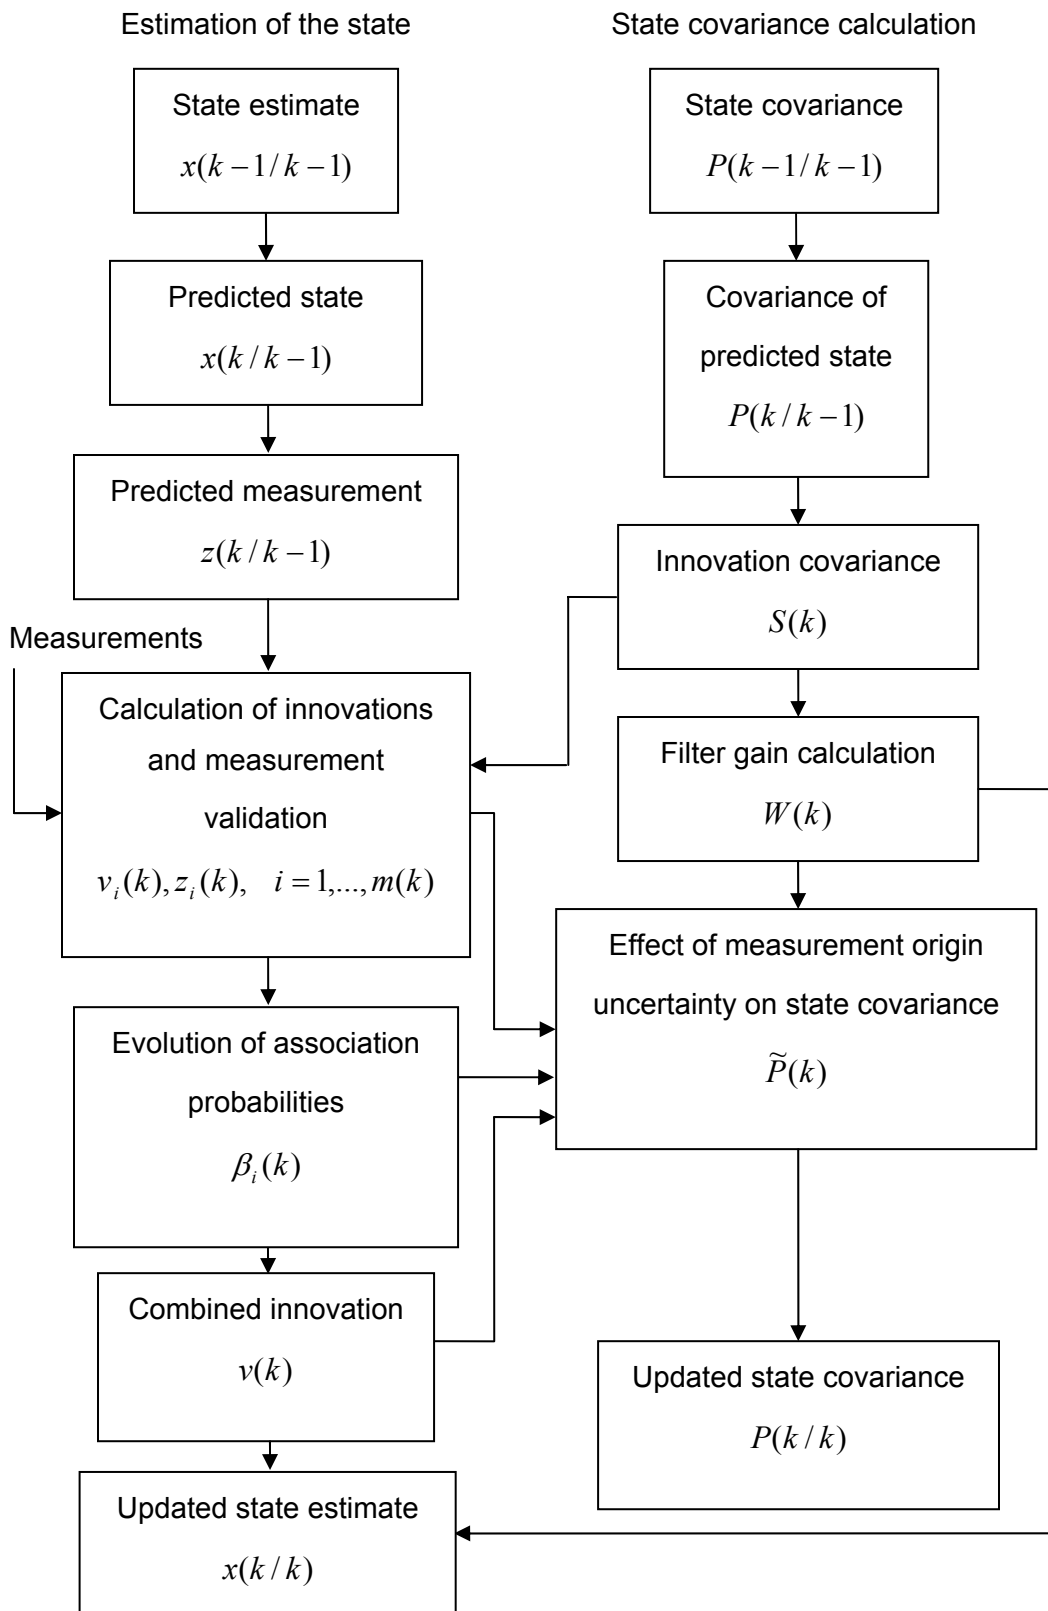 Estimation of the state
State estimate
x(k − 1/ k − 1)
Predicted state
x(k / k − 1)
Predicted measurement
z(k / k − 1)
Measurements
Calculation of innovations
and measurement
validation
v_i(k), z_i(k), i = 1,..., m(k)
Evolution of association
probabilities
β_i(k)
Combined innovation
v(k)
Updated state estimate
x(k / k)
State covariance calculation
State covariance
P(k − 1/ k − 1)
Covariance of
predicted state
P(k / k − 1)
Innovation covariance
S(k)
Filter gain calculation
W(k)
Effect of measurement origin
uncertainty on state covariance
P̃(k)
Updated state covariance
P(k / k)